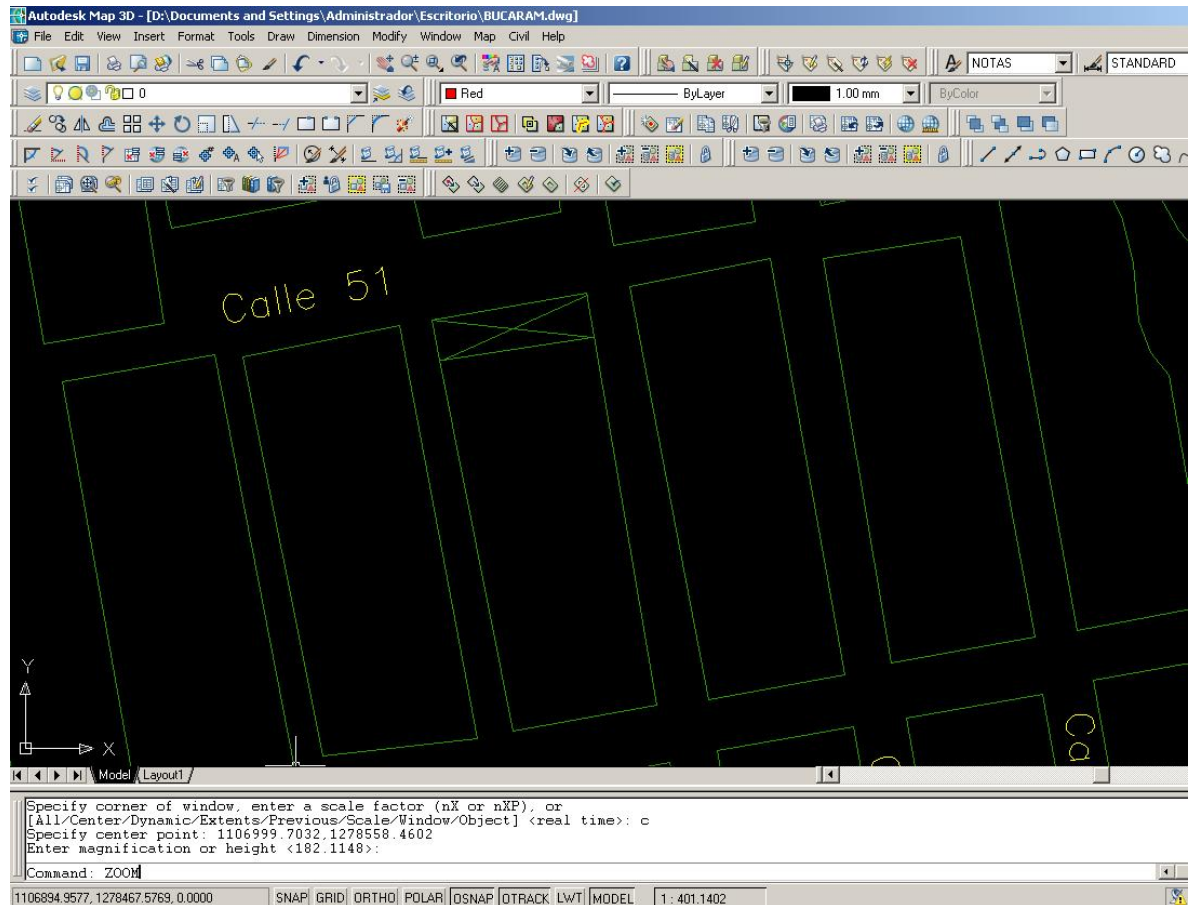 Autodesk Map 3D - [D:\Documents and Settings\Administrador\Escritorio\BUCARAM.dwg]
File Edit View Insert Format Tools Draw Dimension Modify Window Map Civil Help
NOTAS STANDARD
0 Red ByLayer 1.00 mm ByColor
Calle 51
Ca
Y
X
Model Layout1
Specify corner of window, enter a scale factor (nX or nXP), or
[All/Center/Dynamic/Extents/Previous/Scale/Window/Object] <real time>: c
Specify center point: 1106999.7032,1278558.4602
Enter magnification or height <182.1148>:
Command: ZOOM
1106894.9577, 1278467.5769, 0.0000 SNAP GRID ORTHO POLAR OSNAP OTRACK LWT MODEL 1 : 401.1402